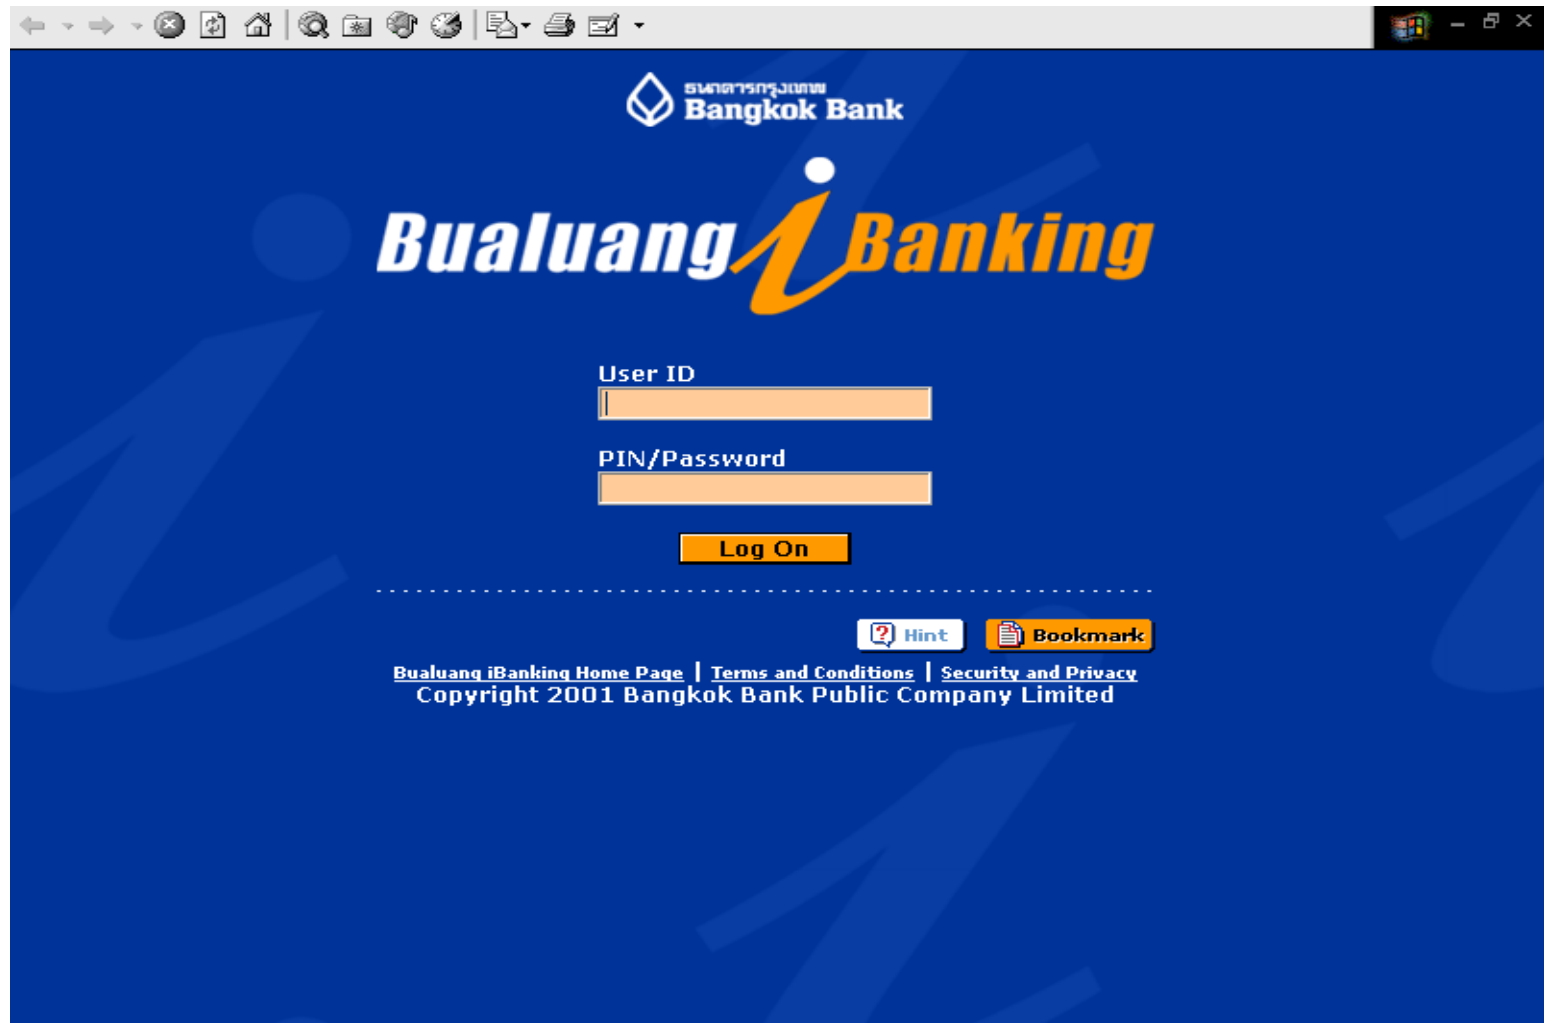 ธนาคารกรุงเทพ
Bangkok Bank
Bualuang i Banking
User ID
PIN/Password
Log On
Hint Bookmark
Bualuang iBanking Home Page | Terms and Conditions | Security and Privacy
Copyright 2001 Bangkok Bank Public Company Limited